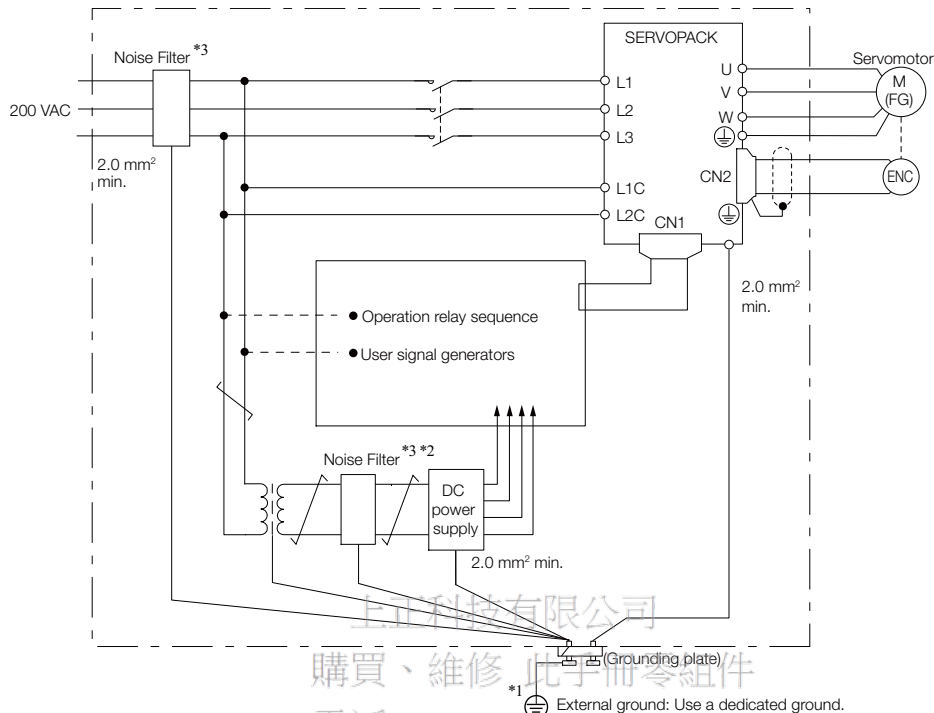 Noise Filter *3
SERVOPACK
Servomotor
200 VAC
L1
L2
L3
L1C
L2C
U
V
W
M
(FG)
CN2
ENC
CN1
2.0 mm²
min.
2.0 mm²
min.
Operation relay sequence
User signal generators
Noise Filter *3 *2
DC
power
supply
2.0 mm² min.
上正科技有限公司
(Grounding plate)
購買、維修 此手冊零組件
*1
External ground: Use a dedicated ground.